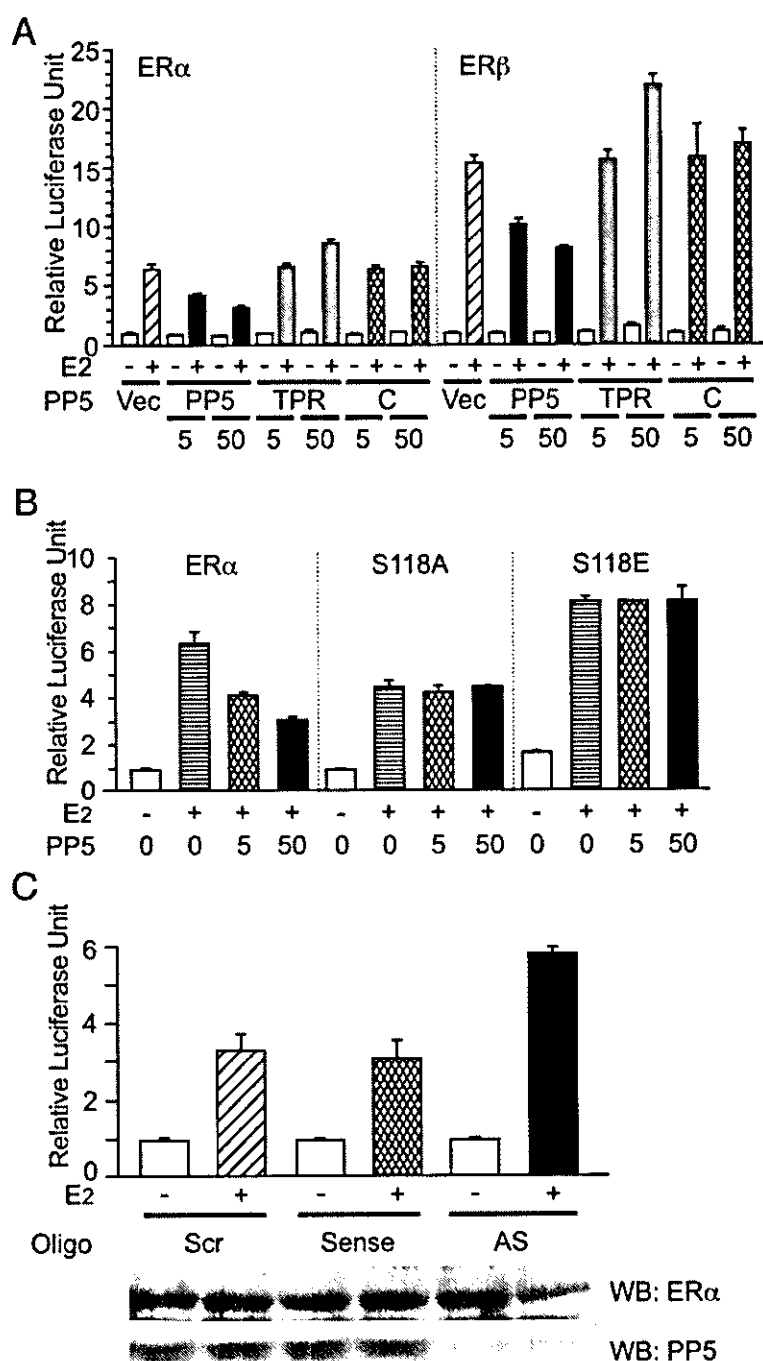 A
Relative Luciferase Unit
25
20
15
10
5
0
ERα
ERβ
E2 - + - + - + - + - + - + - + - + - + - + - + - + - + - +
PP5 Vec PP5 TPR C Vec PP5 TPR C
5 50 5 50 5 50 5 50 5 50 5 50
B
Relative Luciferase Unit
10
8
6
4
2
0
ERα
S118A
S118E
E2 - + + + - + + + - + + +
PP5 0 0 5 50 0 0 5 50 0 0 5 50
C
Relative Luciferase Unit
6
4
2
0
E2 - + - + - +
Oligo Scr Sense AS
WB: ERα
WB: PP5